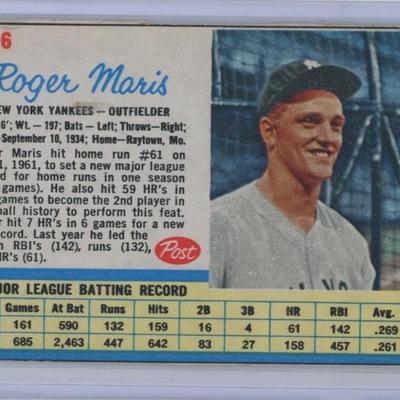 6
Roger Maris
NEW YORK YANKEES — OUTFIELDER
6'; Wt. — 197; Bats — Left; Throws—Right;
—September 10, 1934; Home—Raytown, Mo.
r Maris hit home run #61 on
1, 1961, to set a new major league
rd for home runs in one season
games). He also hit 59 HR's in
games to become the 2nd player in
ball history to perform this feat.
r hit 7 HR's in 6 games for a new
record. Last year he led the
n RBI's (142), runs (132),
HR's (61).
Post
JOR LEAGUE BATTING RECORD
Games At Bat Runs Hits 2B 3B HR RBI Avg.
161 590 132 159 16 4 61 142 .269
685 2,463 447 642 83 27 158 457 .261